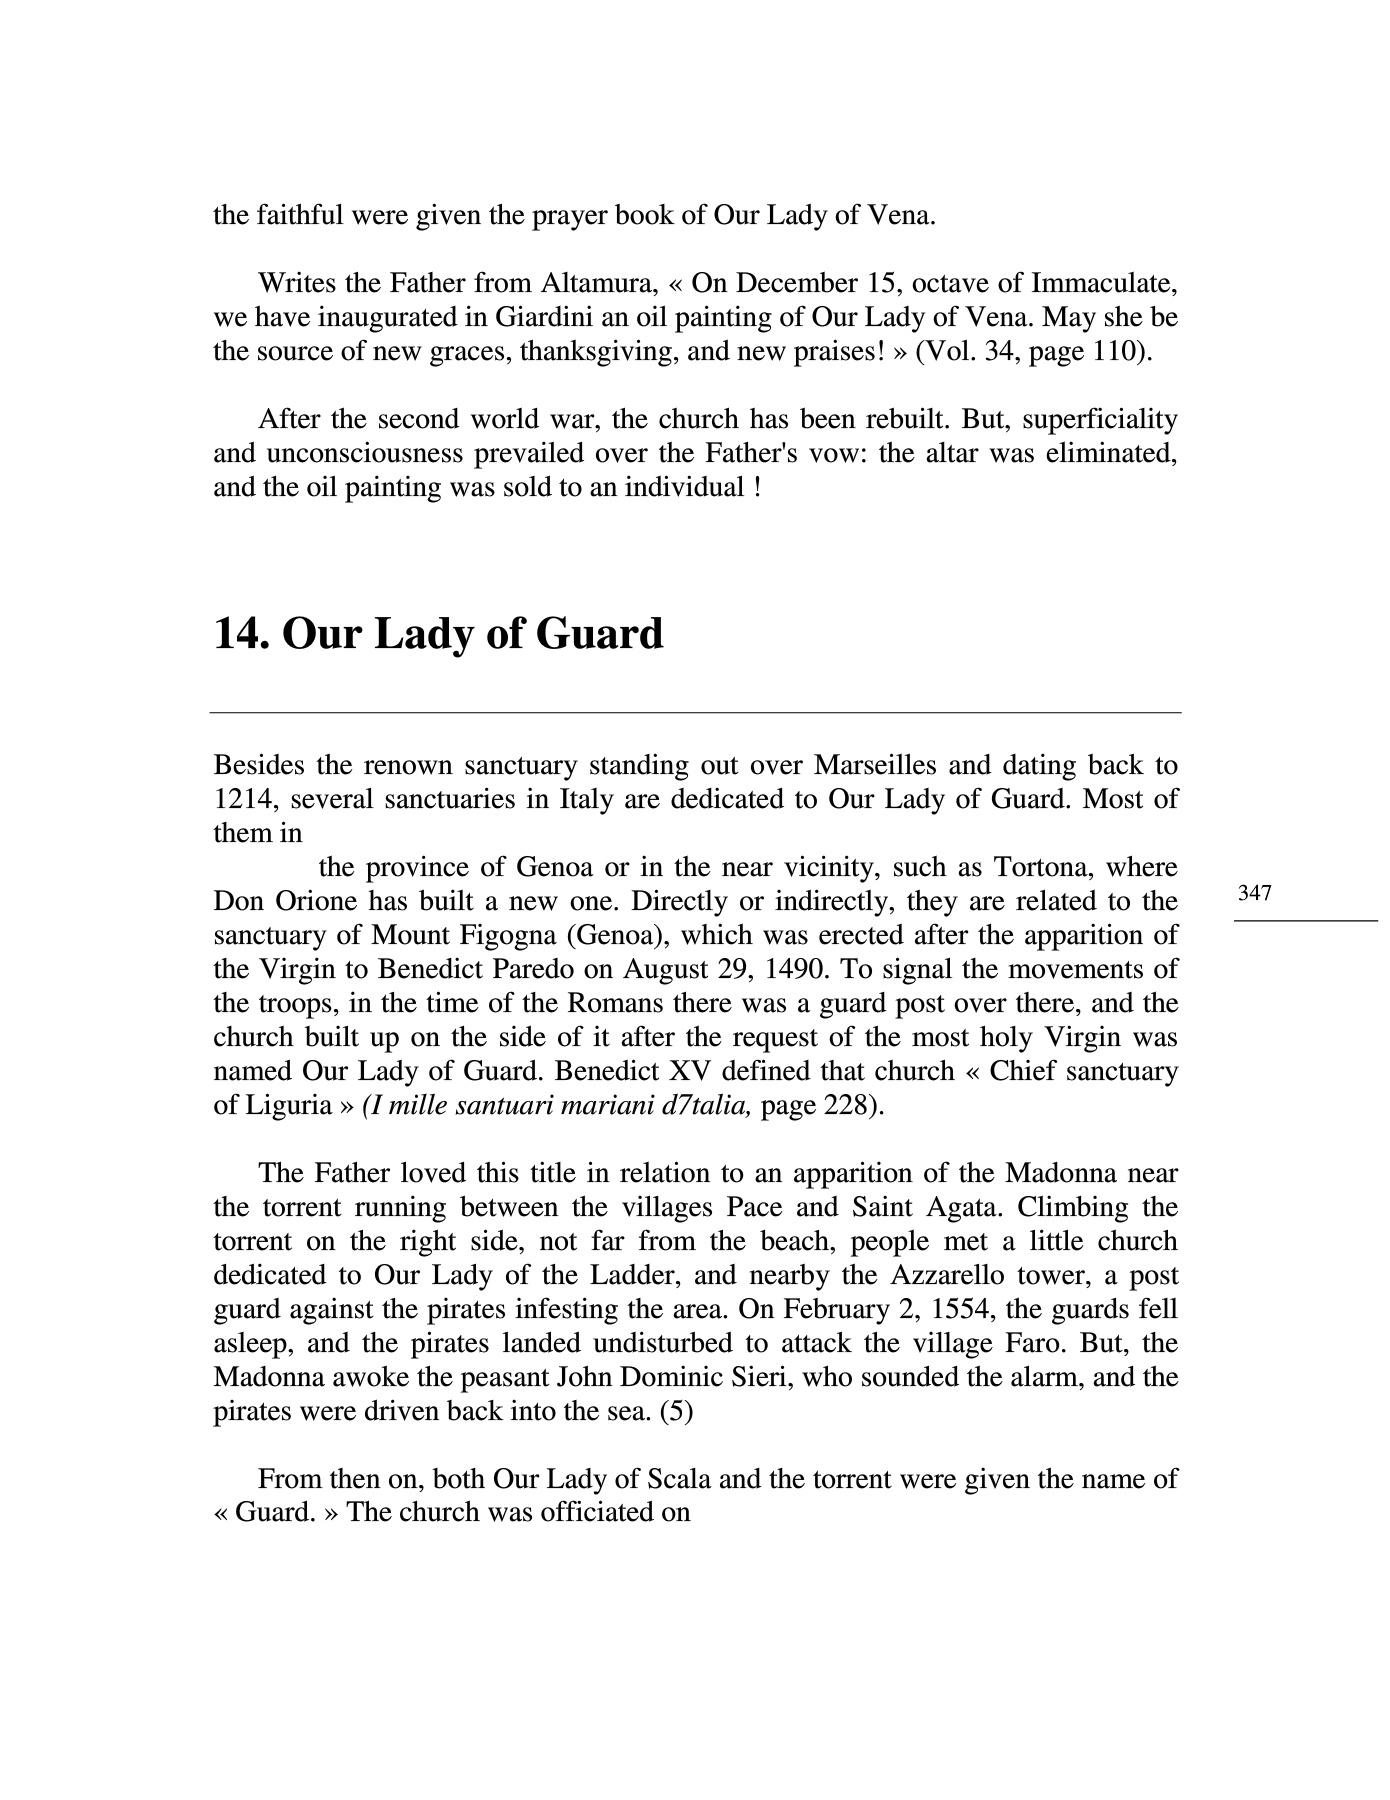 the faithful were given the prayer book of Our Lady of Vena.
Writes the Father from Altamura, « On December 15, octave of Immaculate,
we have inaugurated in Giardini an oil painting of Our Lady of Vena. May she be
the source of new graces, thanksgiving, and new praises! » (Vol. 34, page 110).
After the second world war, the church has been rebuilt. But, superficiality
and unconsciousness prevailed over the Father's vow: the altar was eliminated,
and the oil painting was sold to an individual !
14. Our Lady of Guard
Besides the renown sanctuary standing out over Marseilles and dating back to
1214, several sanctuaries in Italy are dedicated to Our Lady of Guard. Most of
them in
the province of Genoa or in the near vicinity, such as Tortona, where
Don Orione has built a new one. Directly or indirectly, they are related to the
sanctuary of Mount Figogna (Genoa), which was erected after the apparition of
the Virgin to Benedict Paredo on August 29, 1490. To signal the movements of
the troops, in the time of the Romans there was a guard post over there, and the
church built up on the side of it after the request of the most holy Virgin was
named Our Lady of Guard. Benedict XV defined that church « Chief sanctuary
of Liguria » (I mille santuari mariani d7talia, page 228).
The Father loved this title in relation to an apparition of the Madonna near
the torrent running between the villages Pace and Saint Agata. Climbing the
torrent on the right side, not far from the beach, people met a little church
dedicated to Our Lady of the Ladder, and nearby the Azzarello tower, a post
guard against the pirates infesting the area. On February 2, 1554, the guards fell
asleep, and the pirates landed undisturbed to attack the village Faro. But, the
Madonna awoke the peasant John Dominic Sieri, who sounded the alarm, and the
pirates were driven back into the sea. (5)
From then on, both Our Lady of Scala and the torrent were given the name of
« Guard. » The church was officiated on
347